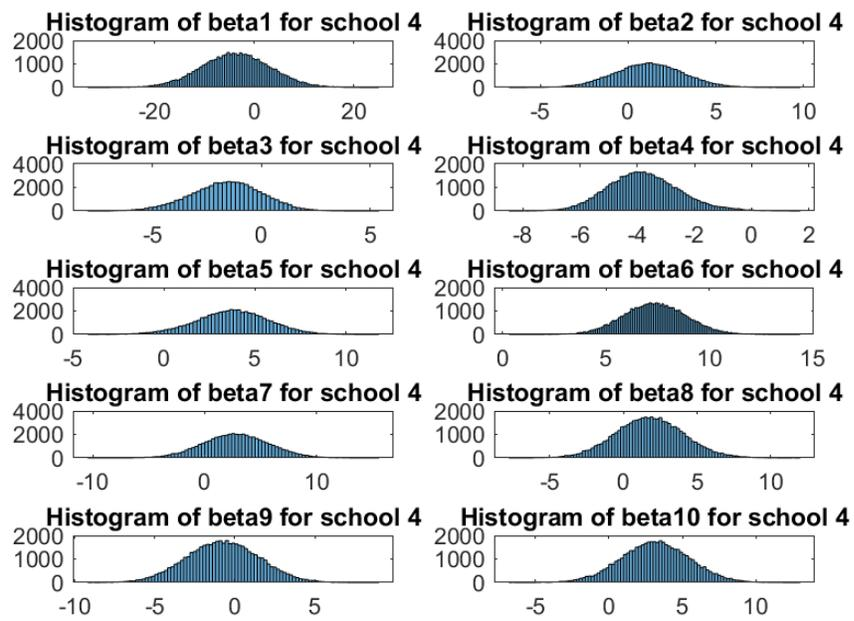 Histogram of beta1 for school 4
2000
1000
0
-20 0 20
Histogram of beta2 for school 4
4000
2000
0
-5 0 5 10
Histogram of beta3 for school 4
4000
2000
0
-5 0 5
Histogram of beta4 for school 4
2000
1000
0
-8 -6 -4 -2 0 2
Histogram of beta5 for school 4
4000
2000
0
-5 0 5 10
Histogram of beta6 for school 4
2000
1000
0
0 5 10 15
Histogram of beta7 for school 4
4000
2000
0
-10 0 10
Histogram of beta8 for school 4
2000
1000
0
-5 0 5 10
Histogram of beta9 for school 4
2000
1000
0
-10 -5 0 5
Histogram of beta10 for school 4
2000
1000
0
-5 0 5 10